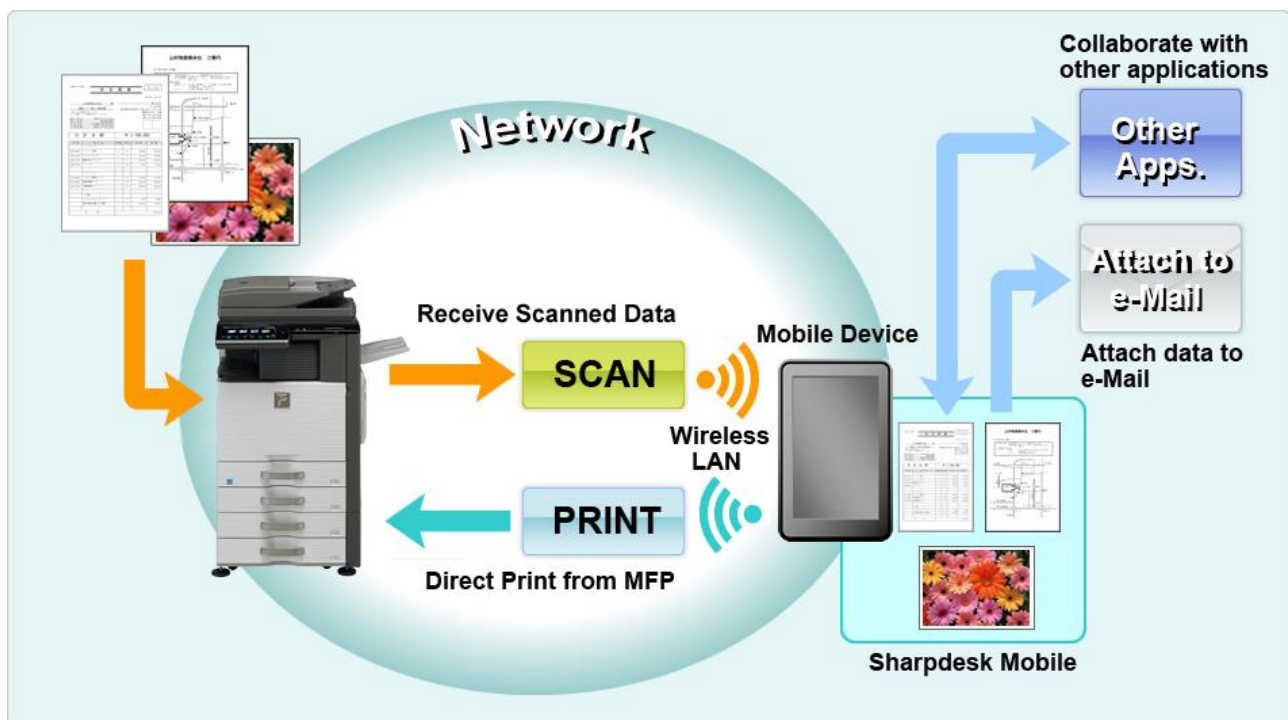 Collaborate with
other applications
Other
Apps.
Attach to
e-Mail
Attach data to
e-Mail
Network
Receive Scanned Data
SCAN
Mobile Device
Wireless
LAN
PRINT
Direct Print from MFP
Sharpdesk Mobile